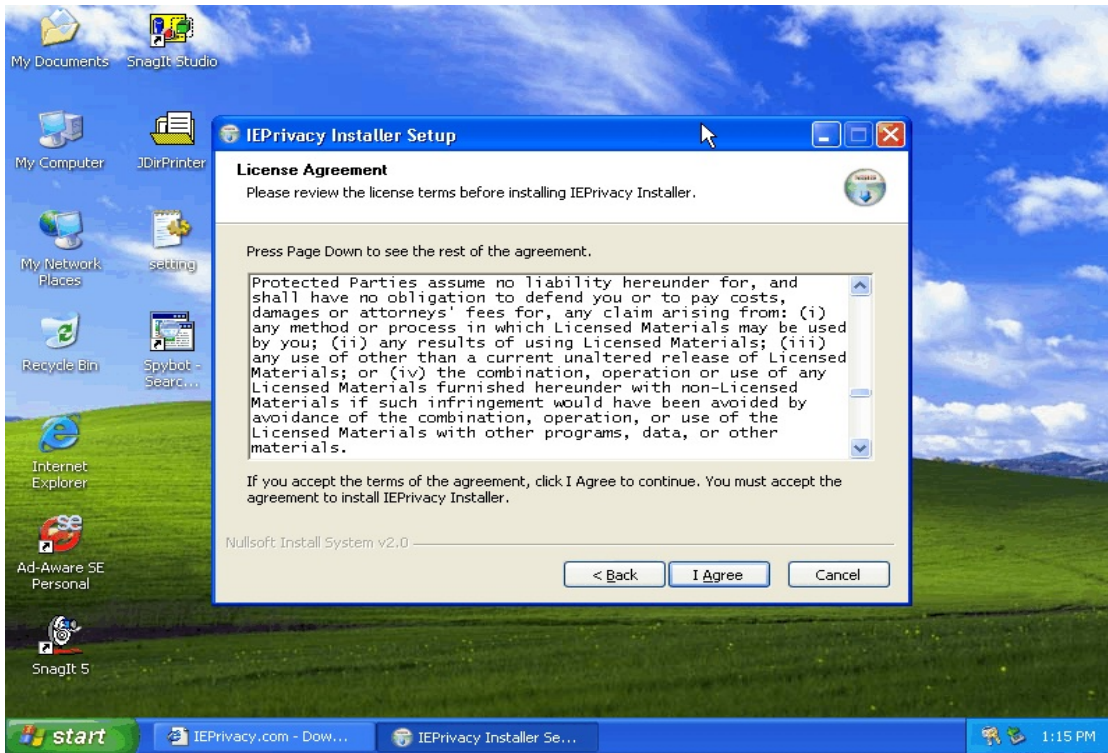 My Documents
SnagIt Studio
My Computer
JDirPrinter
My Network
Places
setting
Recycle Bin
Spybot -
Searc...
Internet
Explorer
Ad-Aware SE
Personal
SnagIt 5
IEPrivacy Installer Setup
License Agreement
Please review the license terms before installing IEPrivacy Installer.
Press Page Down to see the rest of the agreement.
Protected Parties assume no liability hereunder for, and
shall have no obligation to defend you or to pay costs,
damages or attorneys' fees for, any claim arising from: (i)
any method or process in which Licensed Materials may be used
by you; (ii) any results of using Licensed Materials; (iii)
any use of other than a current unaltered release of Licensed
Materials; or (iv) the combination, operation or use of any
Licensed Materials furnished hereunder with non-Licensed
Materials if such infringement would have been avoided by
avoidance of the combination, operation, or use of the
Licensed Materials with other programs, data, or other
materials.
If you accept the terms of the agreement, click I Agree to continue. You must accept the
agreement to install IEPrivacy Installer.
Nullsoft Install System v2.0
< Back
I Agree
Cancel
start
IEPrivacy.com - Dow...
IEPrivacy Installer Se...
1:15 PM